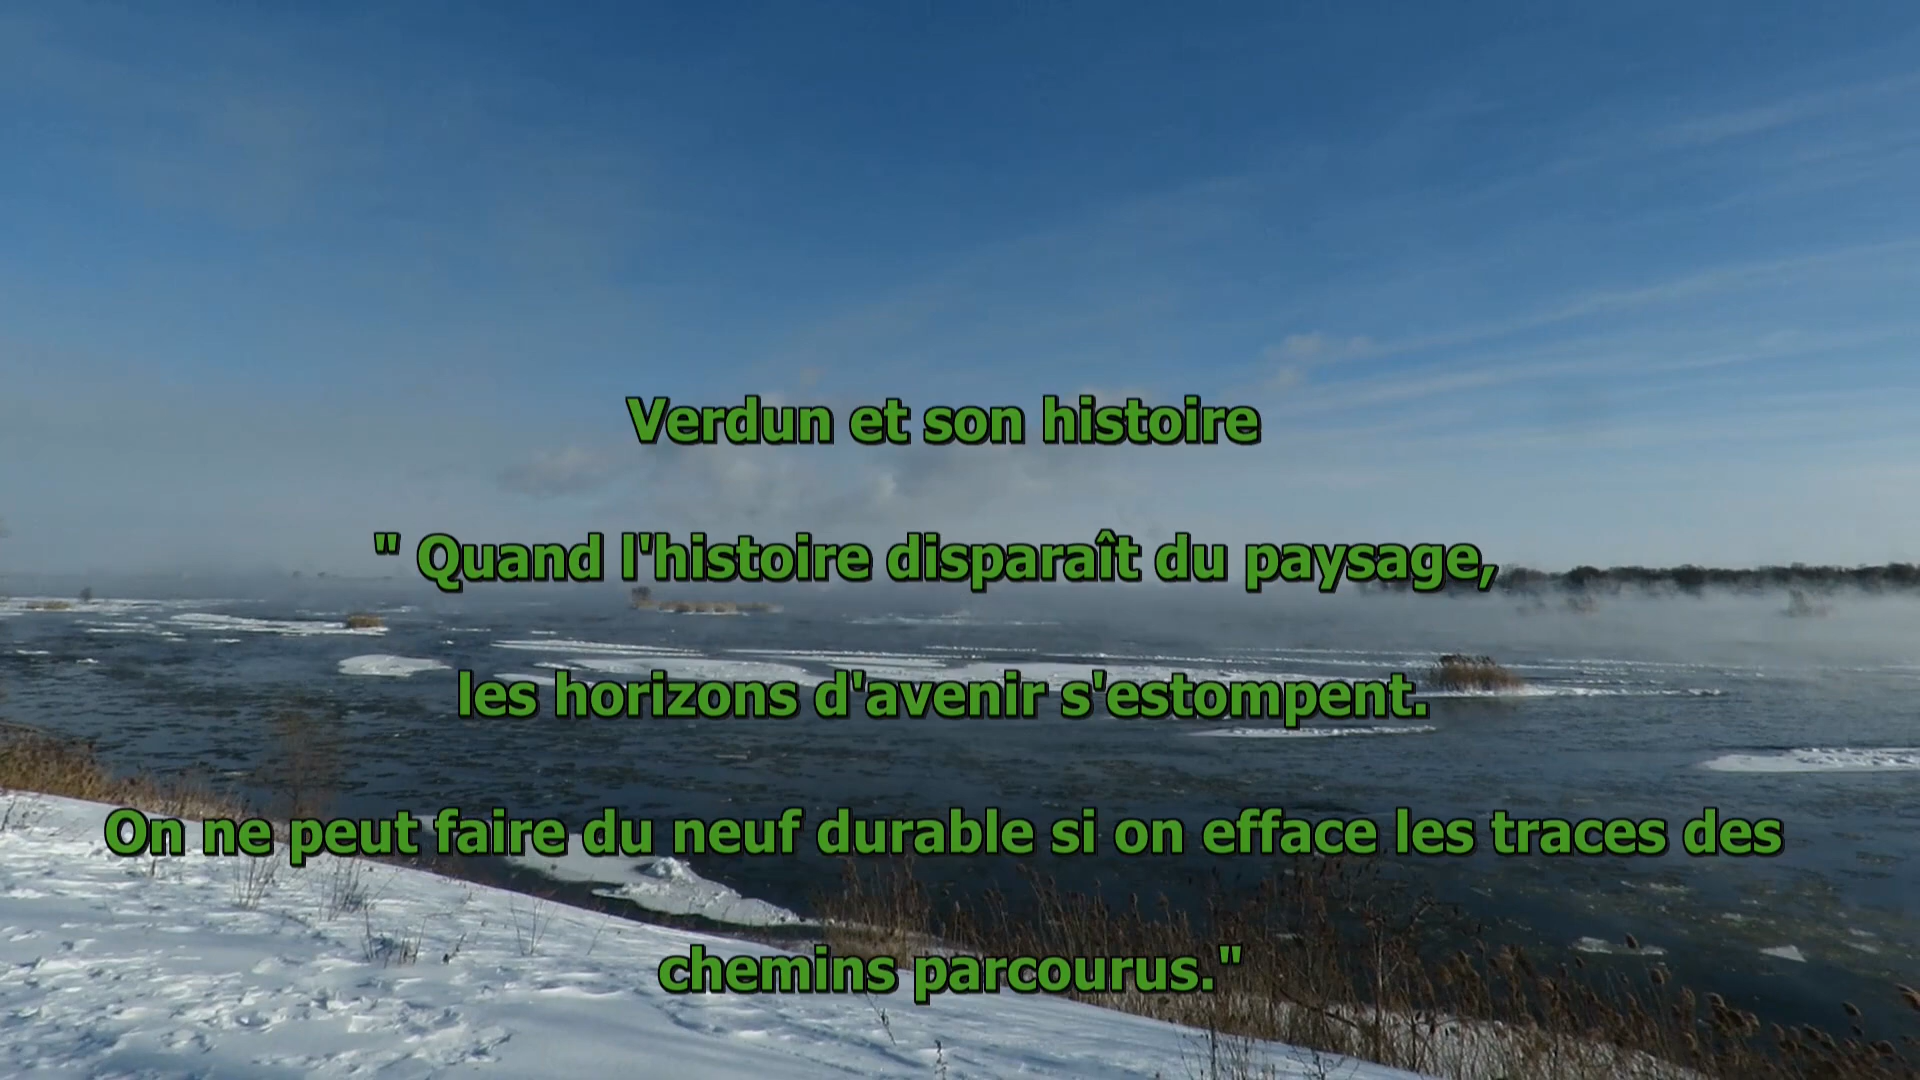 Verdun et son histoire
" Quand l'histoire disparaît du paysage,
les horizons d'avenir s'estompent.
On ne peut faire du neuf durable si on efface les traces des
chemins parcourus."